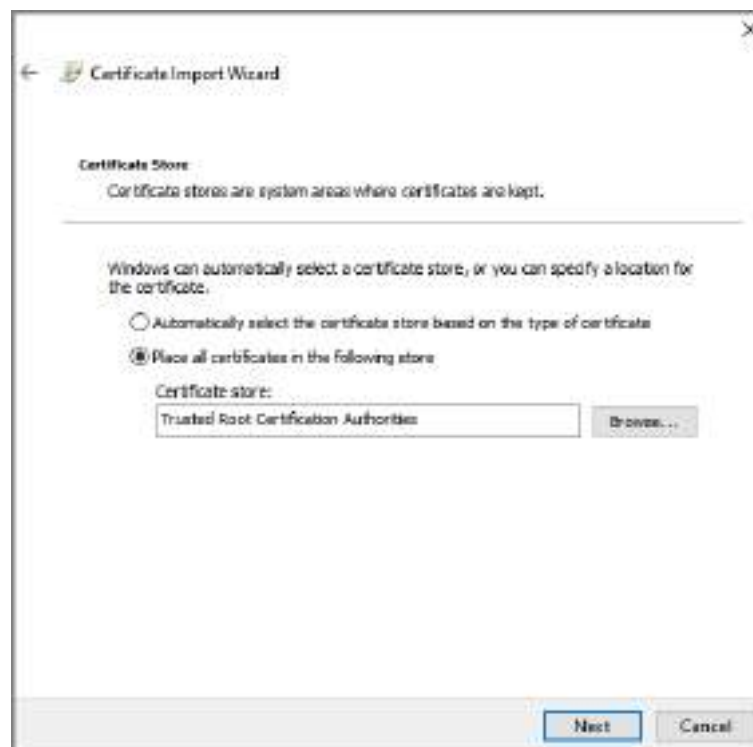 Certificate Import Wizard
Certificate Store
Certificate stores are system areas where certificates are kept.
Windows can automatically select a certificate store, or you can specify a location for
the certificate.
Automatically select the certificate store based on the type of certificate
Place all certificates in the following store
Certificate store:
Trusted Root Certification Authorities
Browse...
Next
Cancel